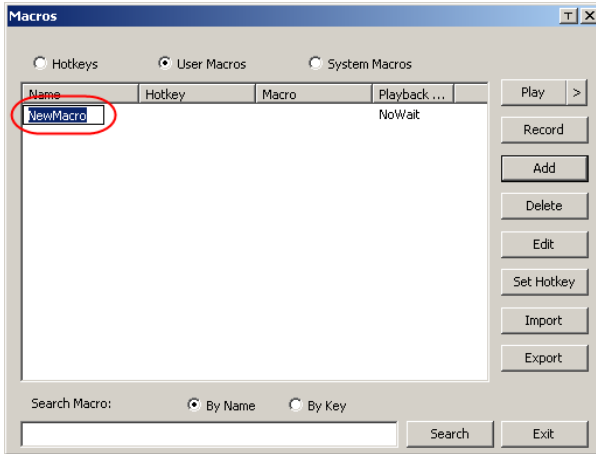 Macros
Hotkeys User Macros System Macros
Name Hotkey Macro Playback ...
NewMacro NoWait
Play >
Record
Add
Delete
Edit
Set Hotkey
Import
Export
Search Macro: By Name By Key
Search Exit